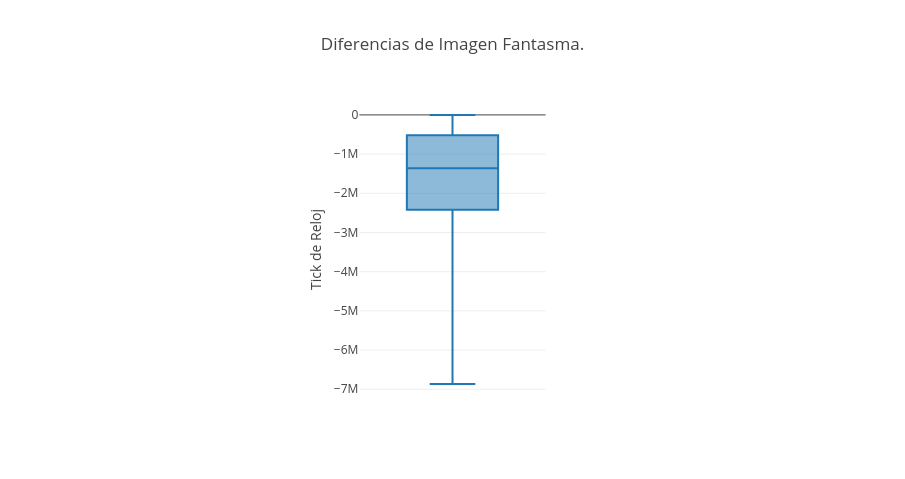 Diferencias de Imagen Fantasma.
0
−1M
−2M
−3M
−4M
−5M
−6M
−7M
Tick de Reloj